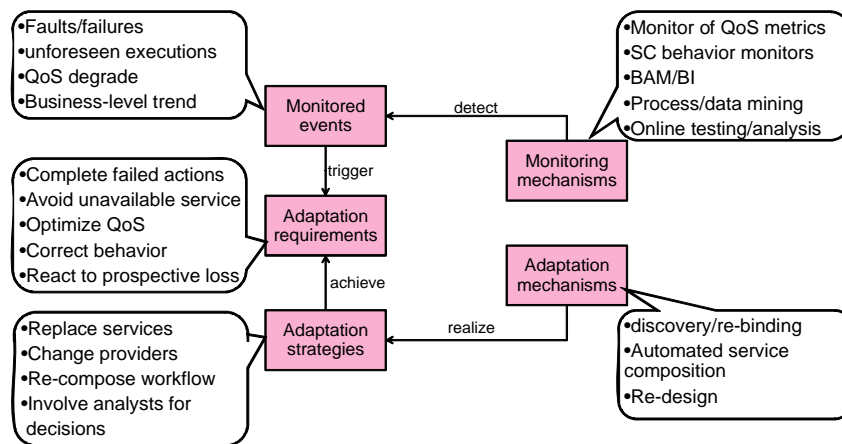 •Faults/failures
•unforeseen executions
•QoS degrade
•Business-level trend
Monitored
events
detect
•Monitor of QoS metrics
•SC behavior monitors
•BAM/BI
•Process/data mining
•Online testing/analysis
Monitoring
mechanisms
trigger
•Complete failed actions
•Avoid unavailable service
•Optimize QoS
•Correct behavior
•React to prospective loss
Adaptation
requirements
achieve
Adaptation
mechanisms
•Replace services
•Change providers
•Re-compose workflow
•Involve analysts for
decisions
Adaptation
strategies
realize
•discovery/re-binding
•Automated service
composition
•Re-design